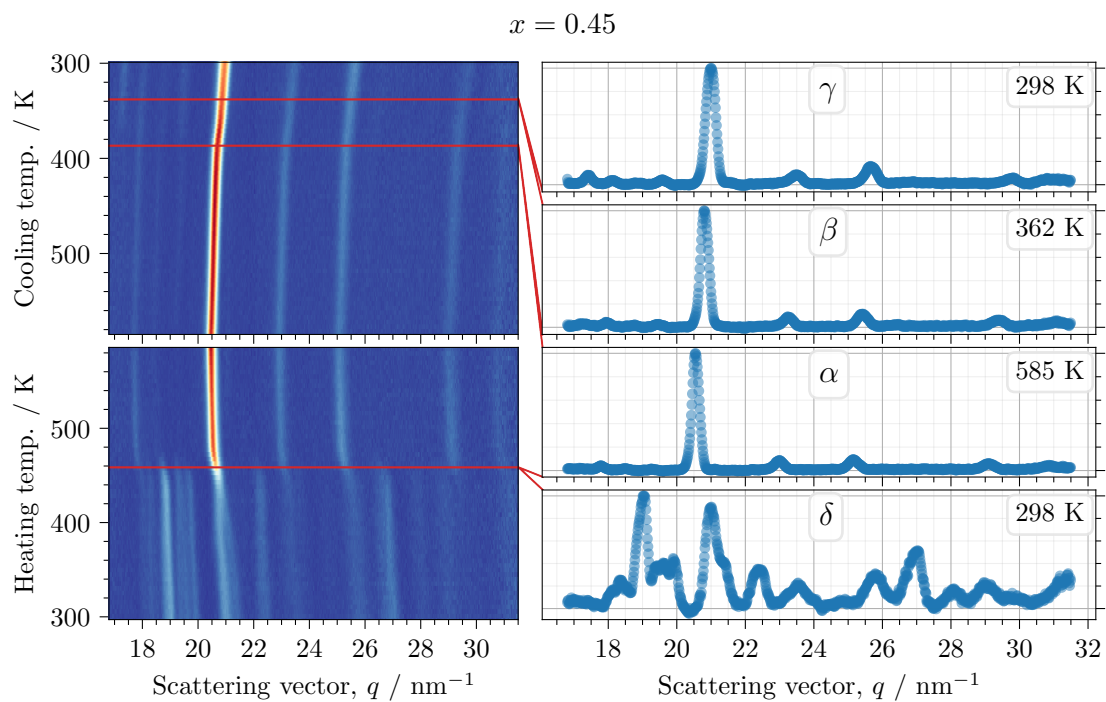 x = 0.45
300
400
500
Cooling temp. / K
500
400
300
Heating temp. / K
18 20 22 24 26 28 30
Scattering vector, q / nm⁻¹
γ 298 K
β 362 K
α 585 K
δ 298 K
18 20 22 24 26 28 30 32
Scattering vector, q / nm⁻¹